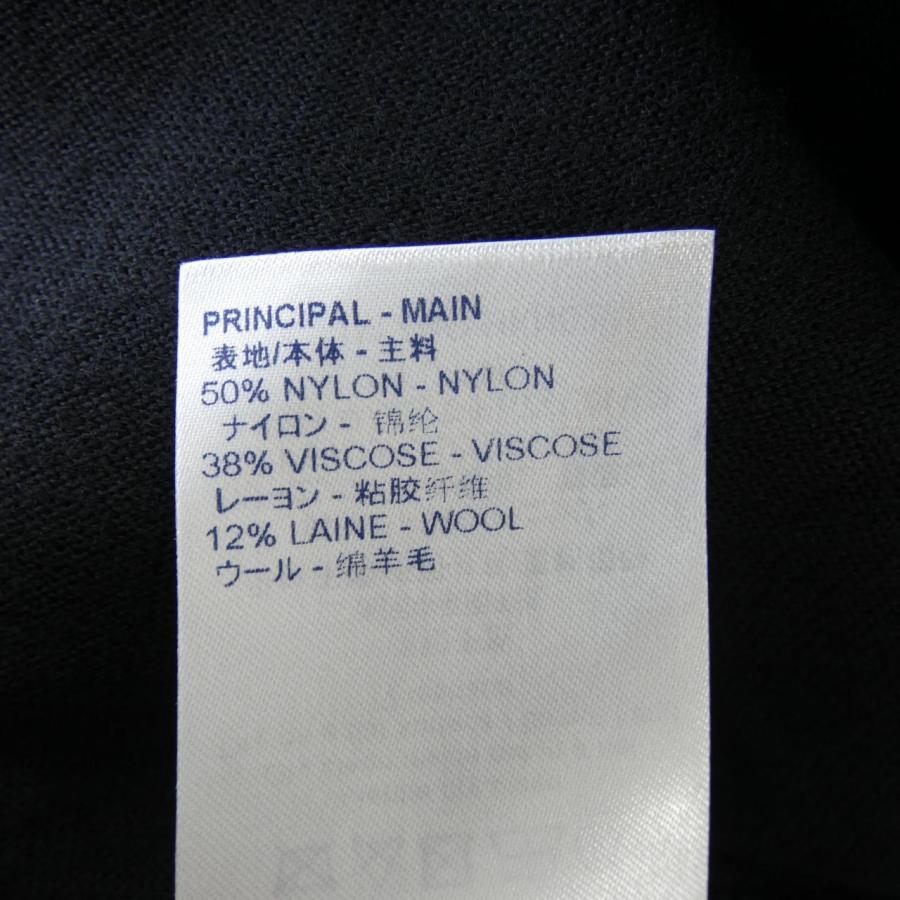 PRINCIPAL - MAIN
表地/本体 - 主料
50% NYLON - NYLON
ナイロン - 锦纶
38% VISCOSE - VISCOSE
レーヨン - 粘胶纤维
12% LAINE - WOOL
ウール - 绵羊毛